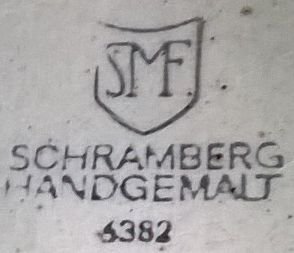 SMF
SCHRAMBERG
HANDGEMALT
6382